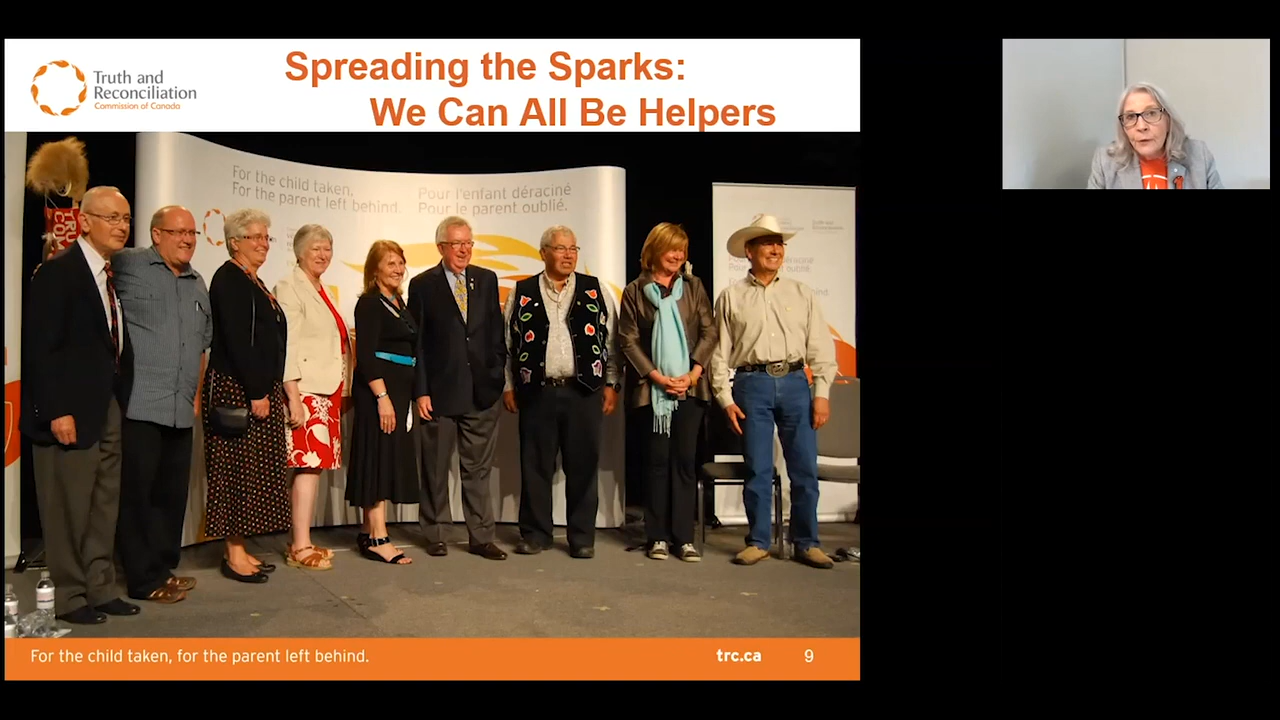 Truth and
Reconciliation
Commission of Canada
Spreading the Sparks:
We Can All Be Helpers
For the child taken,
For the parent left behind.
Pour l'enfant déraciné
Pour le parent oublié.
For the child taken, for the parent left behind.
trc.ca
9